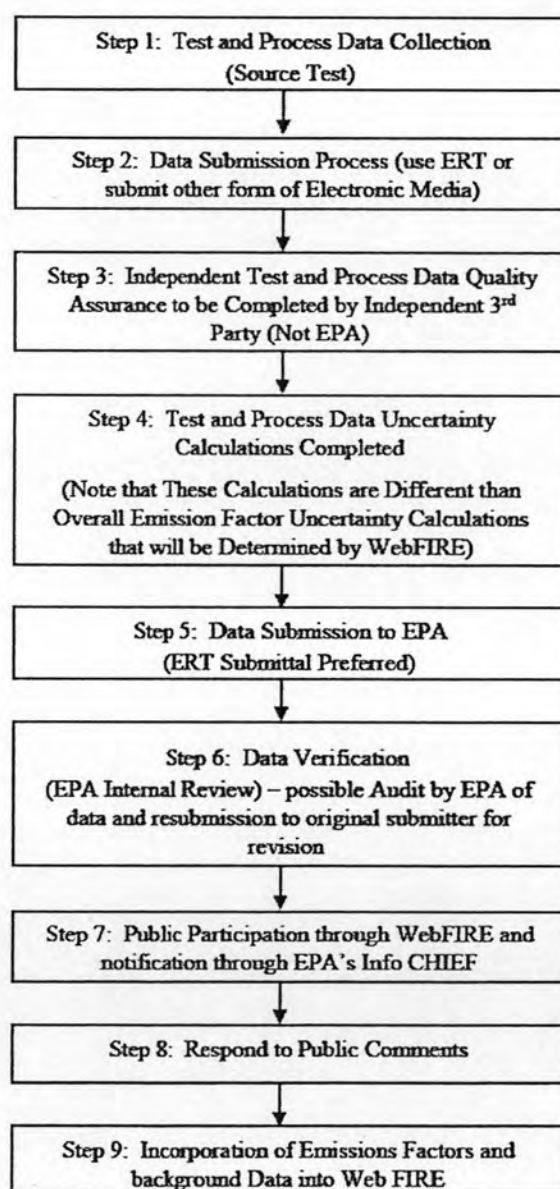 Step 1: Test and Process Data Collection
(Source Test)
Step 2: Data Submission Process (use ERT or
submit other form of Electronic Media)
Step 3: Independent Test and Process Data Quality
Assurance to be Completed by Independent 3rd
Party (Not EPA)
Step 4: Test and Process Data Uncertainty
Calculations Completed
(Note that These Calculations are Different than
Overall Emission Factor Uncertainty Calculations
that will be Determined by WebFIRE)
Step 5: Data Submission to EPA
(ERT Submittal Preferred)
Step 6: Data Verification
(EPA Internal Review) – possible Audit by EPA of
data and resubmission to original submitter for
revision
Step 7: Public Participation through WebFIRE and
notification through EPA's Info CHIEF
Step 8: Respond to Public Comments
Step 9: Incorporation of Emissions Factors and
background Data into Web FIRE